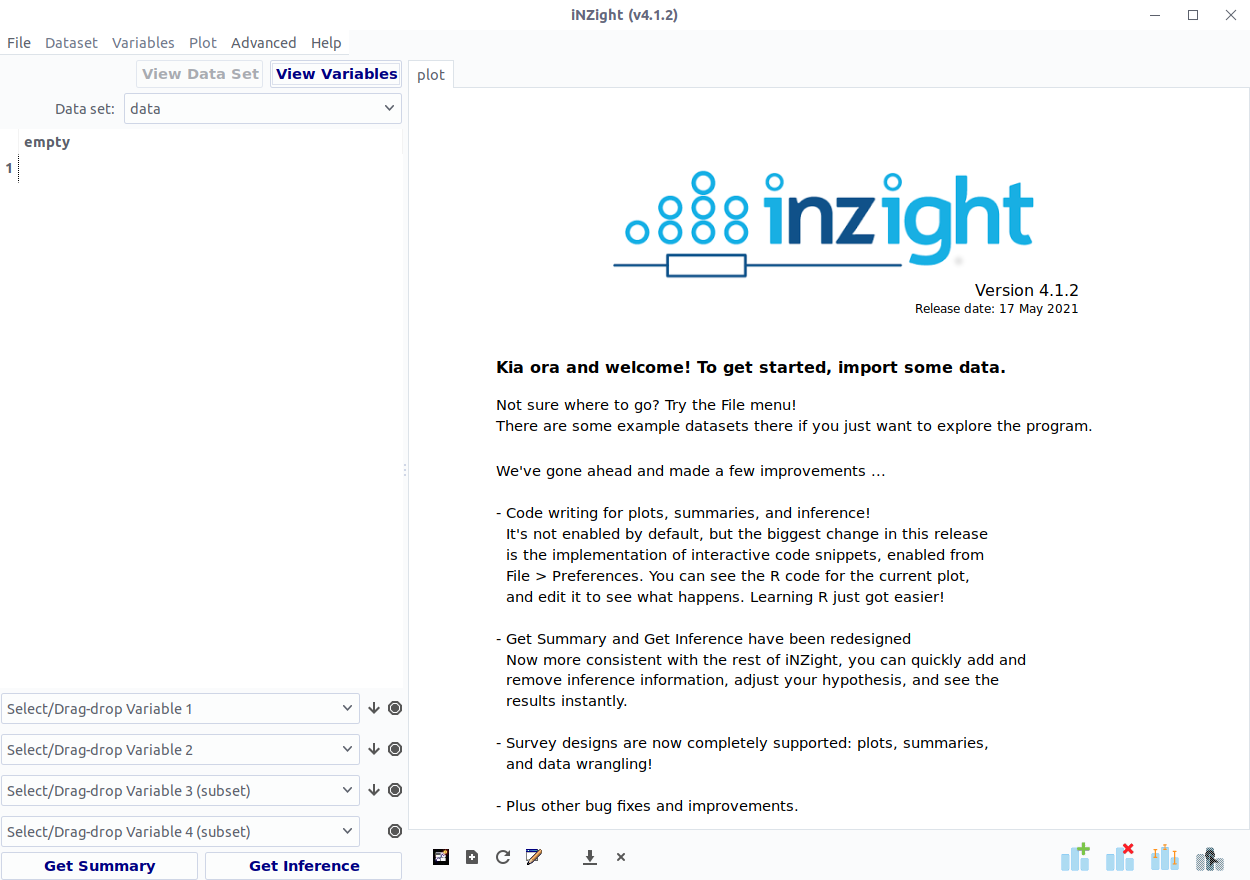 iNZight (v4.1.2)
File Dataset Variables Plot Advanced Help
View Data Set View Variables
plot
Data set: data
empty
1
inzight
Version 4.1.2
Release date: 17 May 2021
Kia ora and welcome! To get started, import some data.
Not sure where to go? Try the File menu!
There are some example datasets there if you just want to explore the program.
We've gone ahead and made a few improvements ...
- Code writing for plots, summaries, and inference!
It's not enabled by default, but the biggest change in this release
is the implementation of interactive code snippets, enabled from
File > Preferences. You can see the R code for the current plot,
and edit it to see what happens. Learning R just got easier!
- Get Summary and Get Inference have been redesigned
Now more consistent with the rest of iNZight, you can quickly add and
remove inference information, adjust your hypothesis, and see the
results instantly.
- Survey designs are now completely supported: plots, summaries,
and data wrangling!
- Plus other bug fixes and improvements.
Select/Drag-drop Variable 1
Select/Drag-drop Variable 2
Select/Drag-drop Variable 3 (subset)
Select/Drag-drop Variable 4 (subset)
Get Summary Get Inference